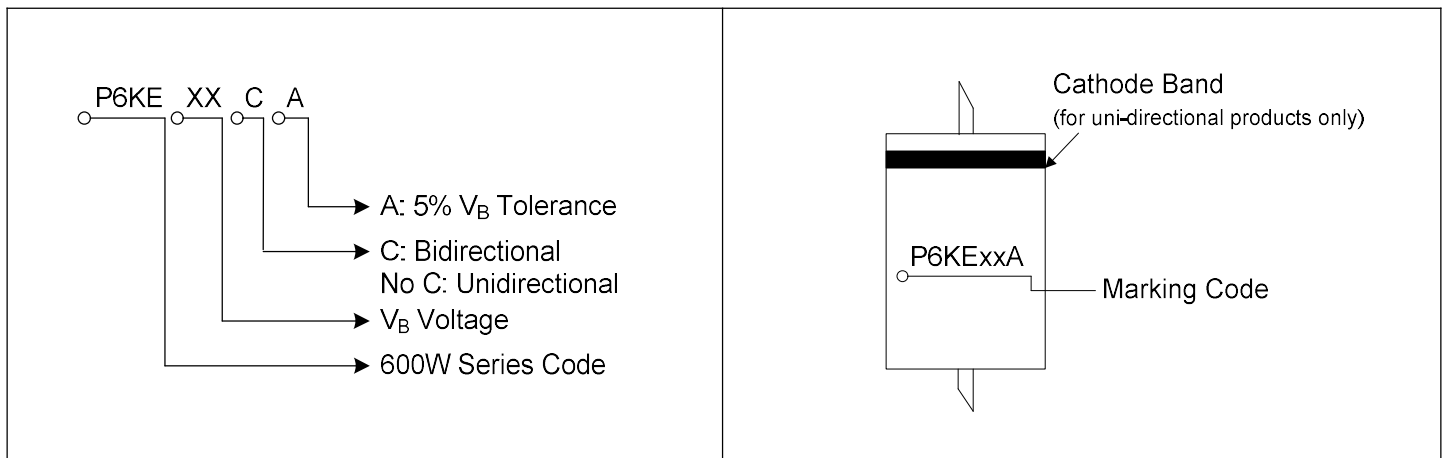 P6KE XX C A
A: 5% VB Tolerance
C: Bidirectional
No C: Unidirectional
VB Voltage
600W Series Code
Cathode Band
(for uni-directional products only)
P6KExxA
Marking Code